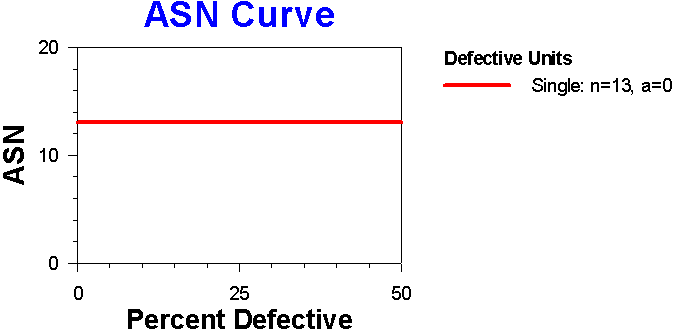 ASN Curve
20
10
0
ASN
0 25 50
Percent Defective
Defective Units
Single: n=13, a=0